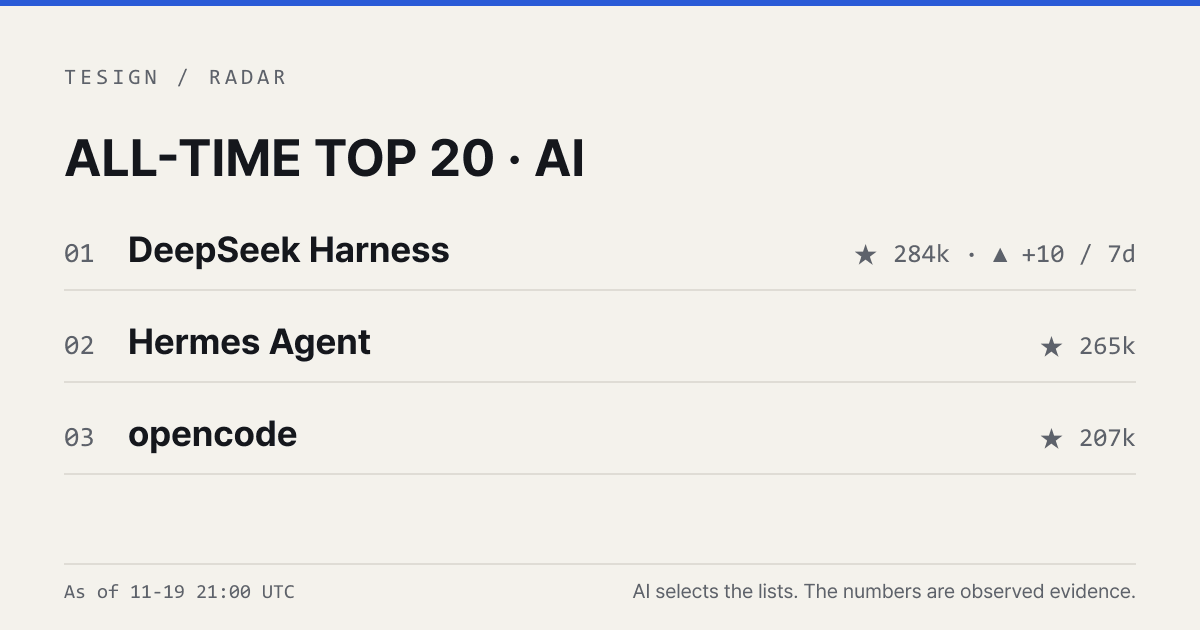 TESIGN / RADAR
ALL-TIME TOP 20 · AI
01 DeepSeek Harness ★ 284k · ▲ +10 / 7d
02 Hermes Agent ★ 265k
03 opencode ★ 207k
As of 11-19 21:00 UTC AI selects the lists. The numbers are observed evidence.